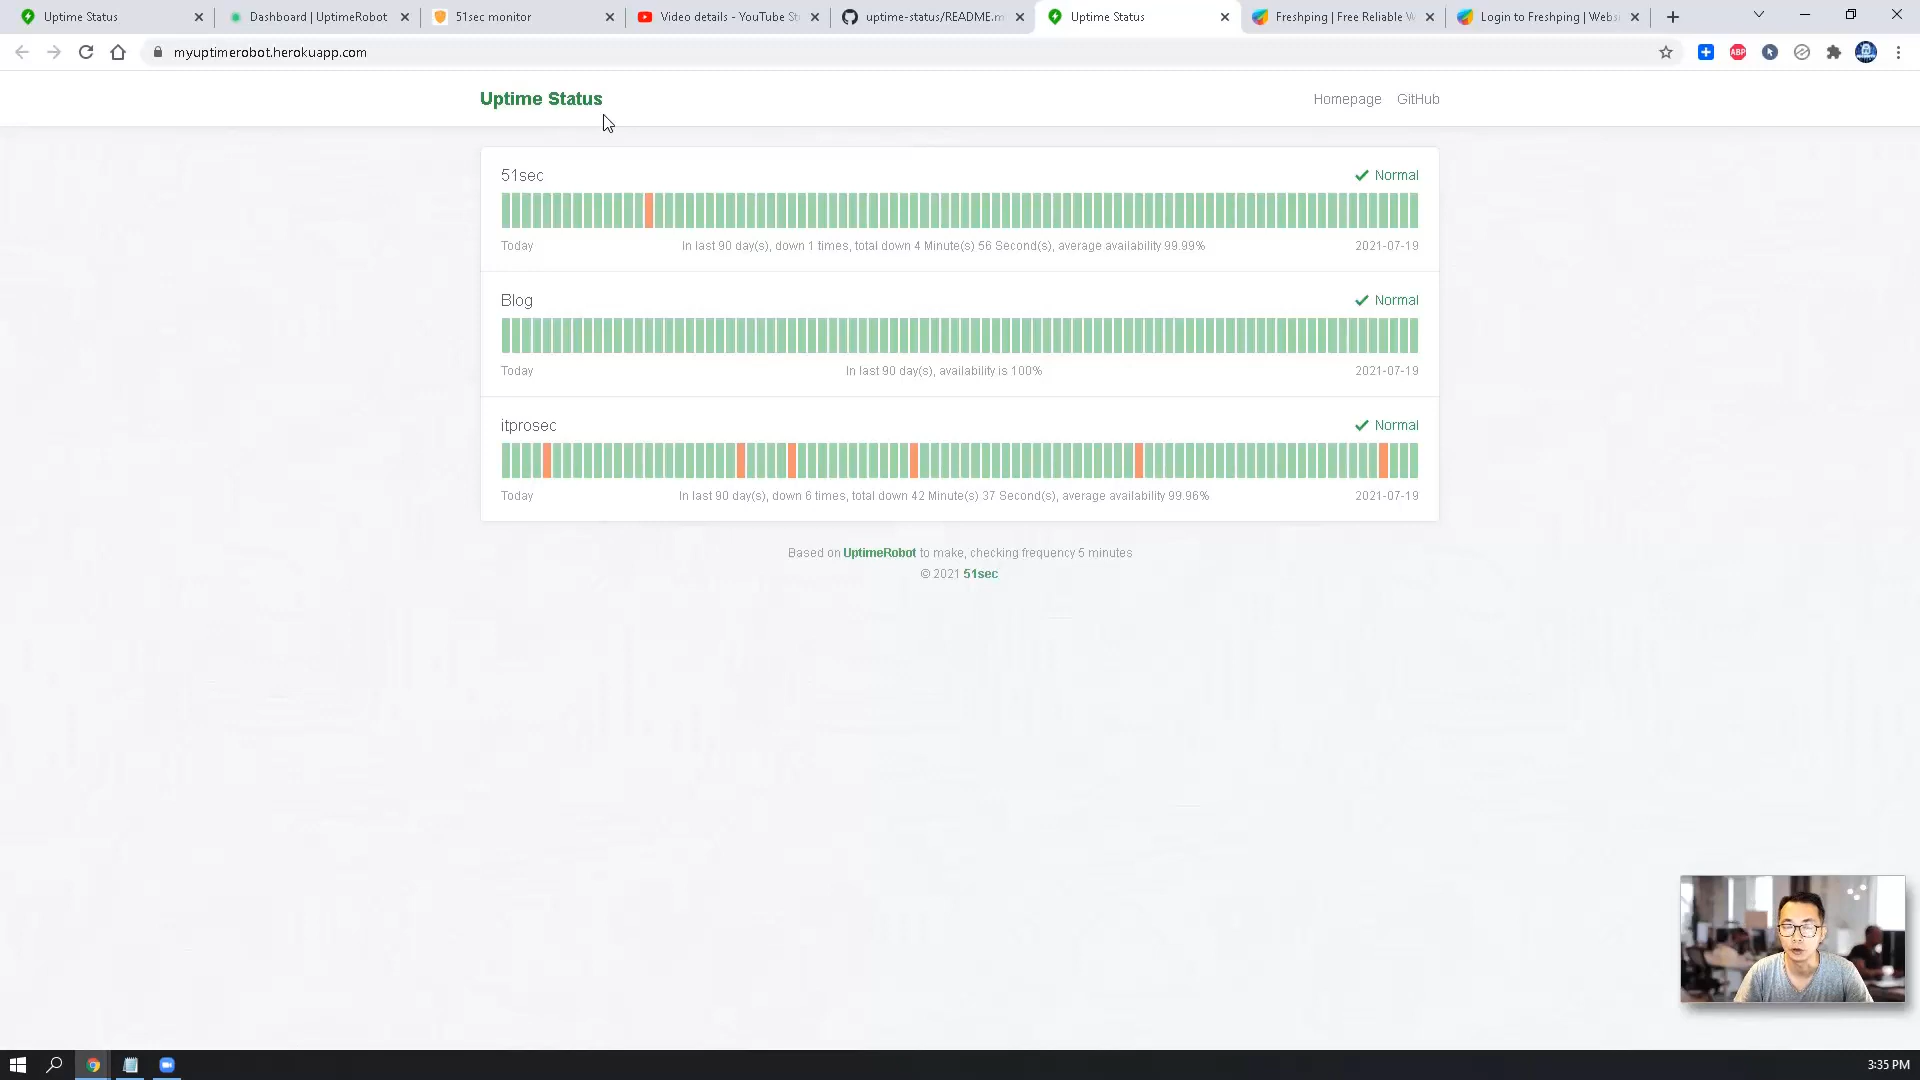 Uptime Status
Dashboard | UptimeRobot
51sec monitor
Video details - YouTube St
uptime-status/README.m
Uptime Status
Freshping | Free Reliable W
Login to Freshping | Webs
myuptimerobot.herokuapp.com
ABP
Uptime Status
Homepage
GitHub
51sec
Normal
Today
In last 90 day(s), down 1 times, total down 4 Minute(s) 56 Second(s), average availability 99.99%
2021-07-19
Blog
Normal
Today
In last 90 day(s), availability is 100%
2021-07-19
itprosec
Normal
Today
In last 90 day(s), down 6 times, total down 42 Minute(s) 37 Second(s), average availability 99.96%
2021-07-19
Based on UptimeRobot to make, checking frequency 5 minutes
© 2021 51sec
3:35 PM